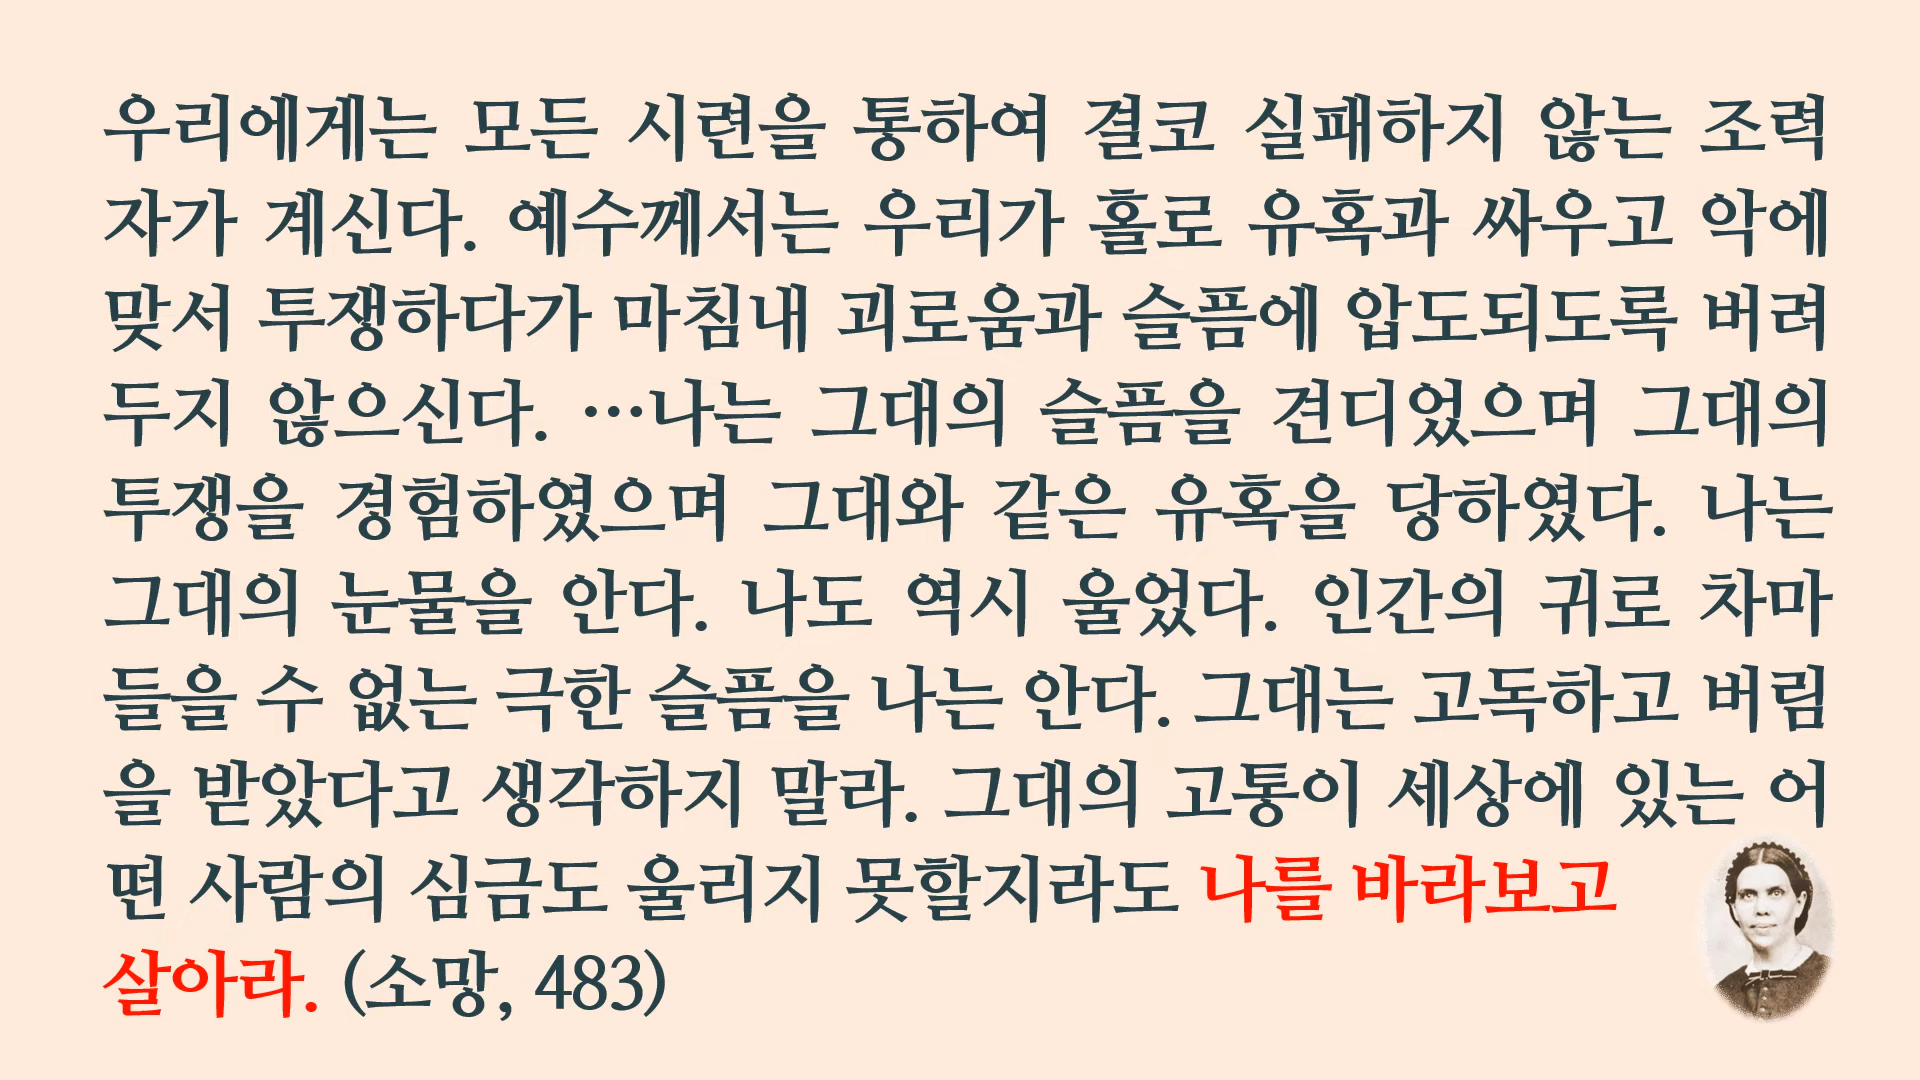 우리에게는 모든 시련을 통하여 결코 실패하지 않는 조력
자가 계신다. 예수께서는 우리가 홀로 유혹과 싸우고 악에
맞서 투쟁하다가 마침내 괴로움과 슬픔에 압도되도록 버려
두지 않으신다. …나는 그대의 슬픔을 견디었으며 그대의
투쟁을 경험하였으며 그대와 같은 유혹을 당하였다. 나는
그대의 눈물을 안다. 나도 역시 울었다. 인간의 귀로 차마
들을 수 없는 극한 슬픔을 나는 안다. 그대는 고독하고 버림
을 받았다고 생각하지 말라. 그대의 고통이 세상에 있는 어
떤 사람의 심금도 울리지 못할지라도 나를 바라보고
살아라. (소망, 483)